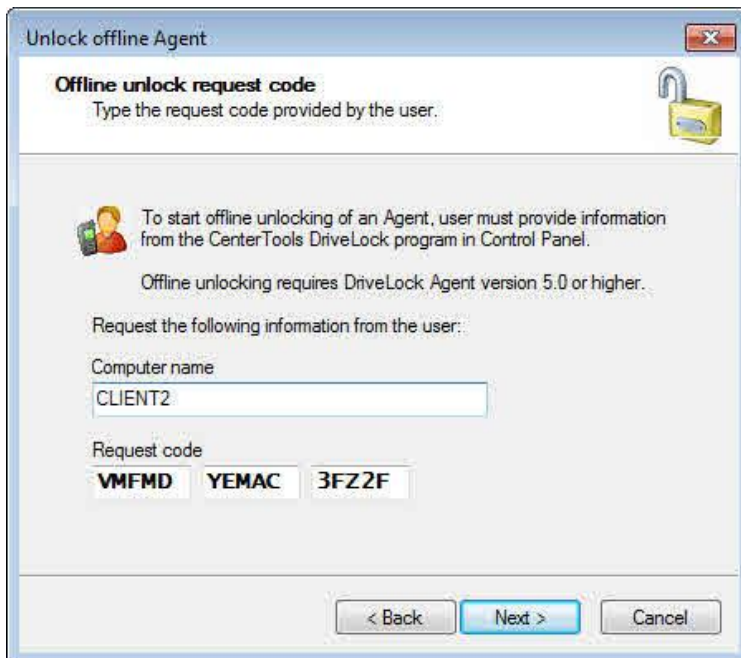 Unlock offline Agent
Offline unlock request code
Type the request code provided by the user.
To start offline unlocking of an Agent, user must provide information
from the CenterTools DriveLock program in Control Panel.
Offline unlocking requires DriveLock Agent version 5.0 or higher.
Request the following information from the user:
Computer name
CLIENT2
Request code
VMFMD YEMAC 3FZ2F
< Back Next > Cancel